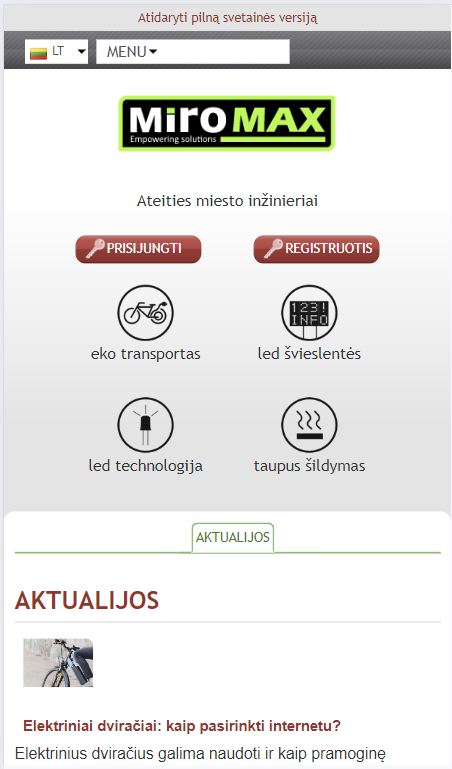 Atidaryti pilną svetainės versiją
LT MENU
MiroMAX
Empowering solutions
Ateities miesto inžinieriai
PRISIJUNGTI REGISTRUOTIS
123!
INFO
eko transportas led švieslentės
led technologija taupus šildymas
AKTUALIJOS
AKTUALIJOS
Elektriniai dviračiai: kaip pasirinkti internetu?
Elektrinius dviračius galima naudoti ir kaip pramoginę